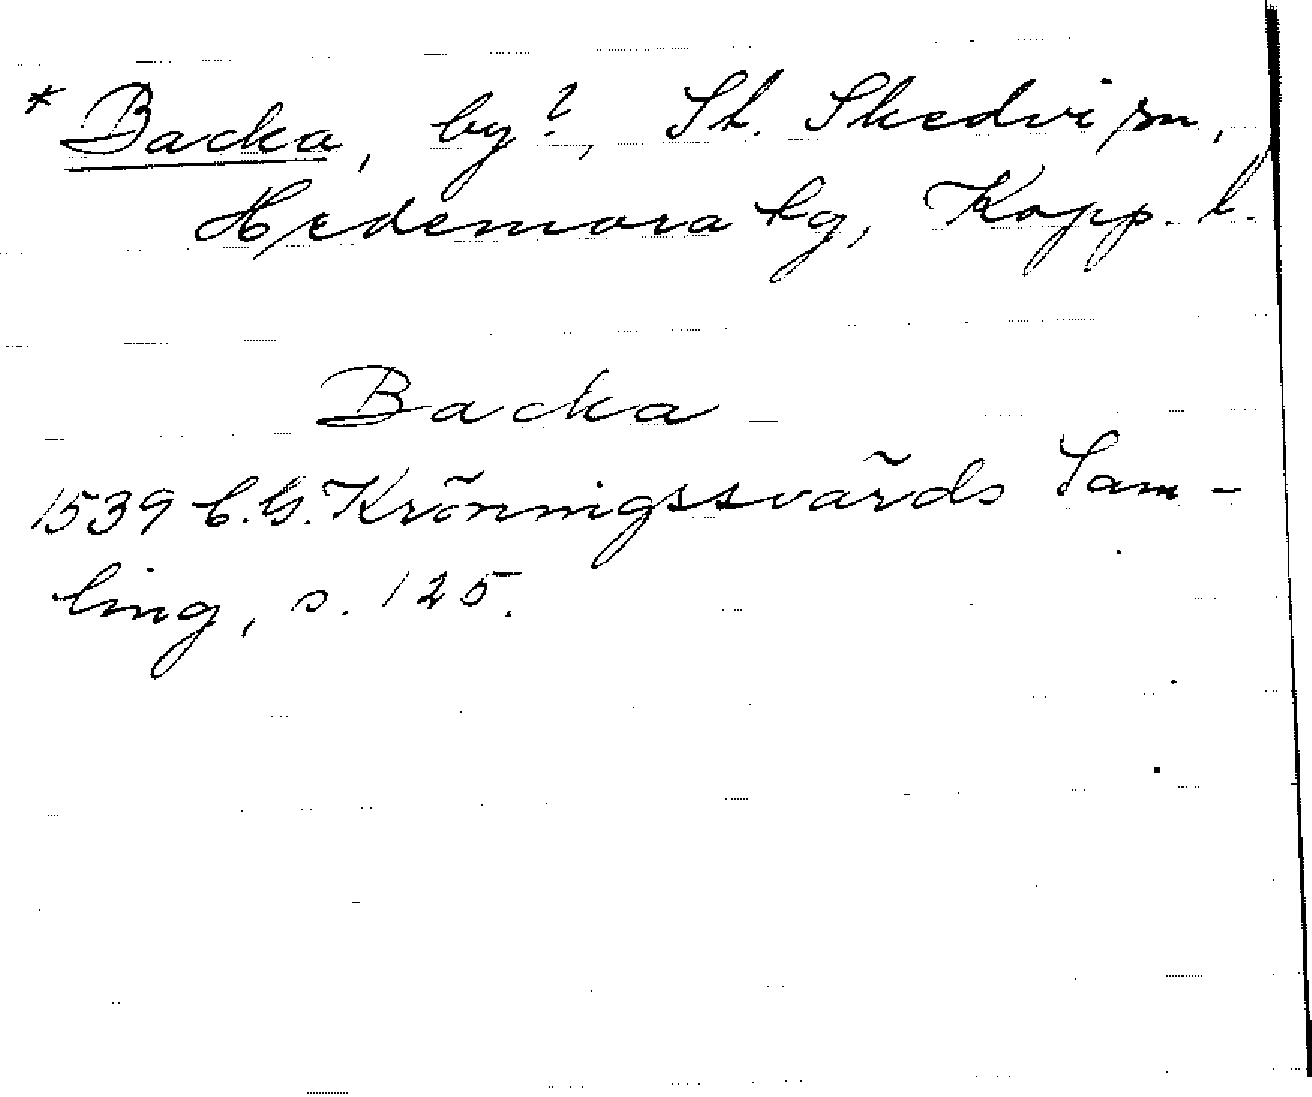 *Backa, by?, St. Skedvi sn,
Hedemora tg, Kopp. l.
Backa
1539 C.G. Kröningssvärds Sam-
ling, s. 125.